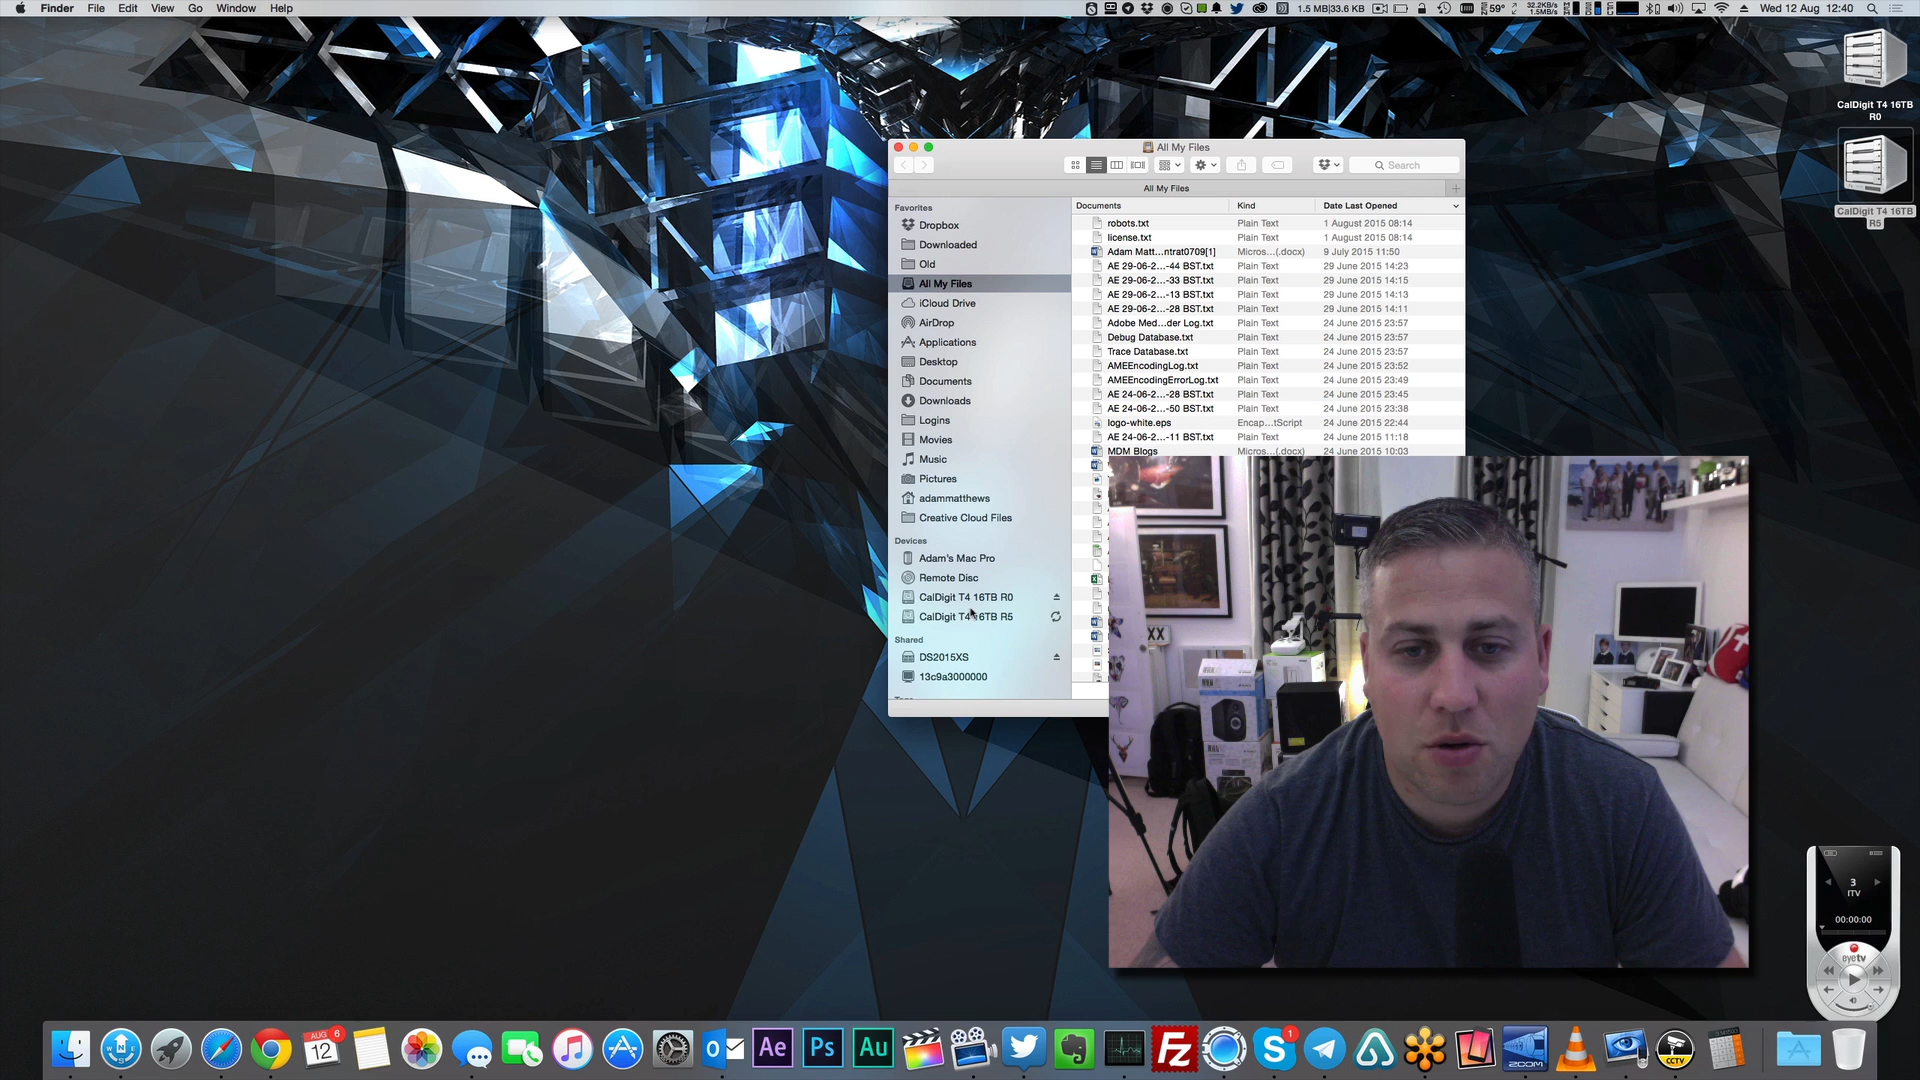 Finder File Edit View Go Window Help
1.5 MB|33.6 KB
59°
32.2KB/s
1.5MB/s
Wed 12 Aug 12:40
CalDigit T4 16TB
R0
CalDigit T4 16TB
R5
All My Files
Search
All My Files
Favorites
Dropbox
Downloaded
Old
All My Files
iCloud Drive
AirDrop
Applications
Desktop
Documents
Downloads
Logins
Movies
Music
Pictures
adammatthews
Creative Cloud Files
Devices
Adam's Mac Pro
Remote Disc
CalDigit T4 16TB R0
CalDigit T4 16TB R5
Shared
DS2015XS
13c9a3000000
Documents Kind Date Last Opened
robots.txt Plain Text 1 August 2015 08:14
license.txt Plain Text 1 August 2015 08:14
Adam Matt...ntrat0709[1] Micros...(.docx) 9 July 2015 11:50
AE 29-06-2...-44 BST.txt Plain Text 29 June 2015 14:23
AE 29-06-2...-33 BST.txt Plain Text 29 June 2015 14:15
AE 29-06-2...-13 BST.txt Plain Text 29 June 2015 14:13
AE 29-06-2...-28 BST.txt Plain Text 29 June 2015 14:11
Adobe Med...der Log.txt Plain Text 24 June 2015 23:57
Debug Database.txt Plain Text 24 June 2015 23:57
Trace Database.txt Plain Text 24 June 2015 23:57
AMEEncodingLog.txt Plain Text 24 June 2015 23:52
AMEEncodingErrorLog.txt Plain Text 24 June 2015 23:49
AE 24-06-2...-28 BST.txt Plain Text 24 June 2015 23:45
AE 24-06-2...-50 BST.txt Plain Text 24 June 2015 23:38
logo-white.eps Encap...tScript 24 June 2015 22:44
AE 24-06-2...-11 BST.txt Plain Text 24 June 2015 11:18
MDM Blogs Micros...(.docx) 24 June 2015 10:03
XX
3
ITV
00:00:00
eyetv
AUG 6
12
Ae
Ps
Au
Fz
1
ZOOM
CCTV